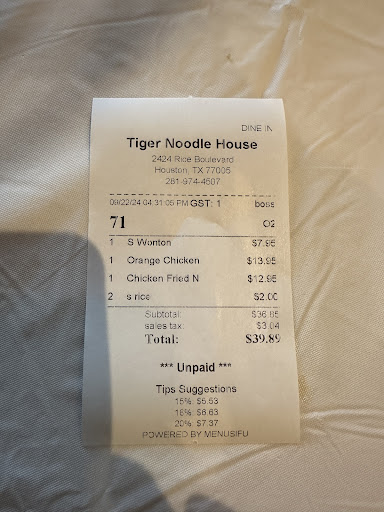 DINE IN
Tiger Noodle House
2424 Rice Boulevard
Houston, TX 77005
281-974-4507
09/22/24 04:31:05 PM GST: 1 boss
71 O2
1 S Wonton $7.95
1 Orange Chicken $13.95
1 Chicken Fried N $12.95
2 s rice $2.00
Subtotal: $36.85
sales tax: $3.04
Total: $39.89
*** Unpaid ***
Tips Suggestions
15%: $5.53
18%: $6.63
20%: $7.37
POWERED BY MENUSIFU